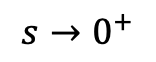 s → 0⁺